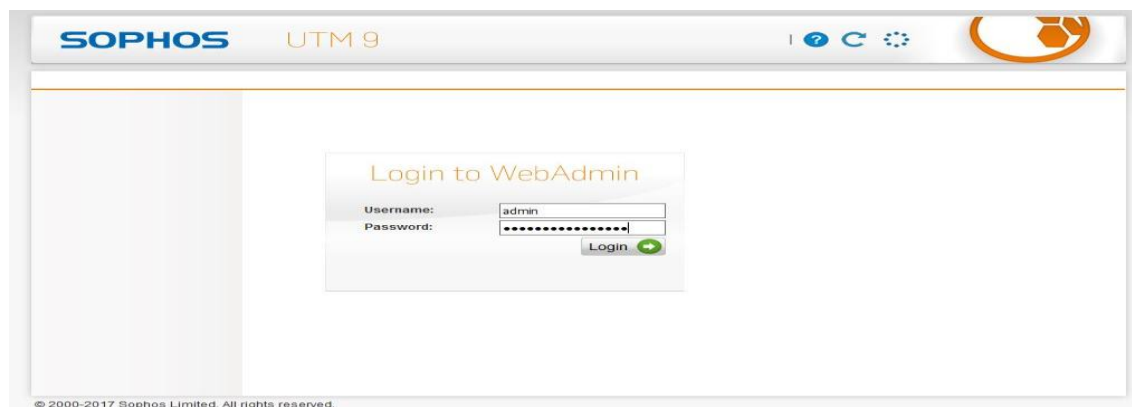 SOPHOS UTM 9
Login to WebAdmin
Username: admin
Password: ••••••••••••••••
Login
© 2000-2017 Sophos Limited. All rights reserved.